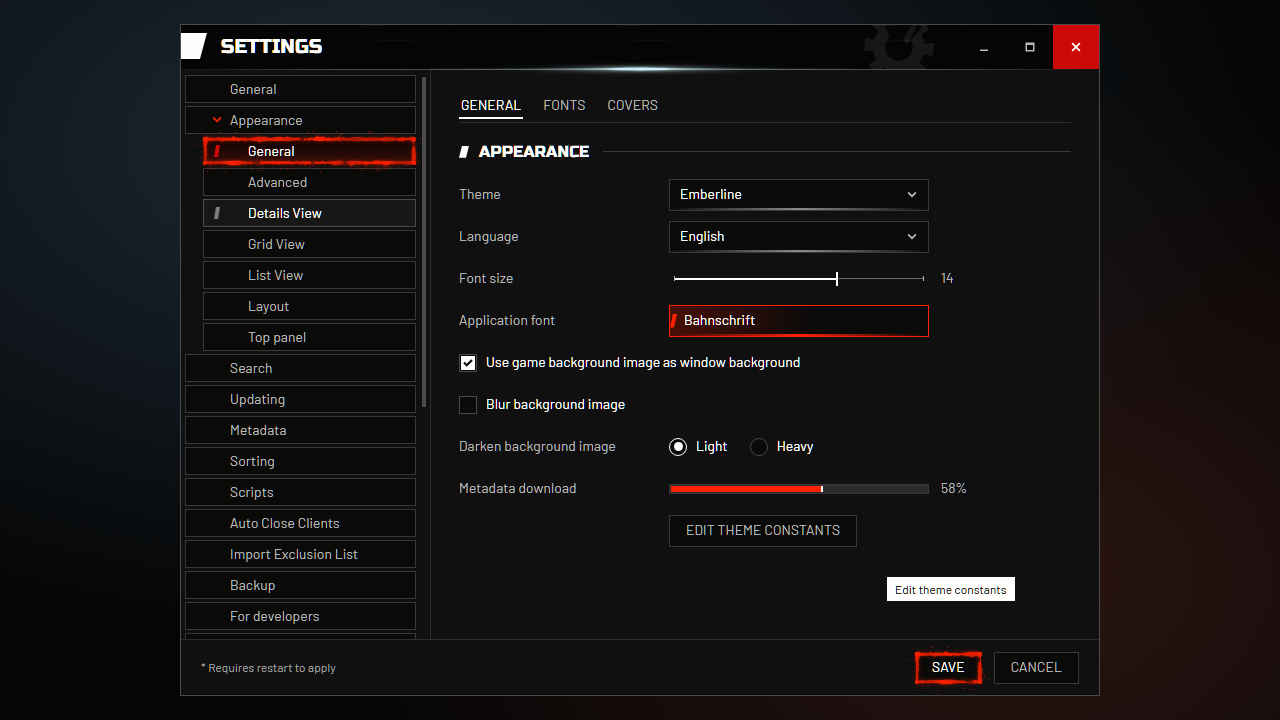 SETTINGS
General
Appearance
General
Advanced
Details View
Grid View
List View
Layout
Top panel
Search
Updating
Metadata
Sorting
Scripts
Auto Close Clients
Import Exclusion List
Backup
For developers
GENERAL FONTS COVERS
APPEARANCE
Theme Emberline
Language English
Font size 14
Application font Bahnschrift
Use game background image as window background
Blur background image
Darken background image Light Heavy
Metadata download 58%
EDIT THEME CONSTANTS
Edit theme constants
* Requires restart to apply
SAVE CANCEL